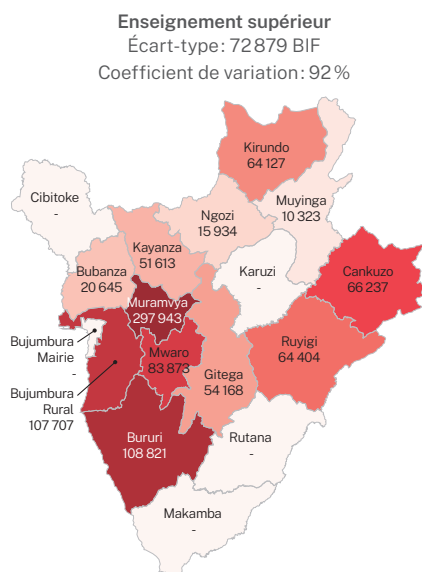 Enseignement supérieur
Écart-type : 72 879 BIF
Coefficient de variation : 92 %
Kirundo
64 127
Muyinga
10 323
Cibitoke
-
Ngozi
15 934
Kayanza
51 613
Bubanza
20 645
Karuzi
-
Cankuzo
66 237
Muramvya
297 943
Bujumbura
Mairie
-
Mwaro
83 873
Ruyigi
64 404
Gitega
54 168
Bujumbura
Rural
107 707
Bururi
108 821
Rutana
-
Makamba
-